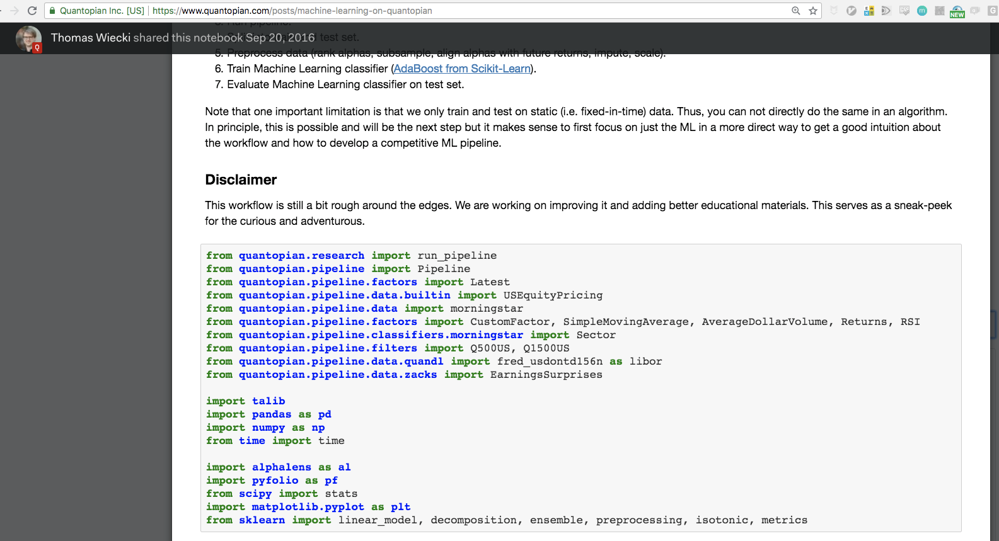 Quantopian Inc. [US] https://www.quantopian.com/posts/machine-learning-on-quantopian
NEW
Thomas Wiecki shared this notebook Sep 20, 2016
Q
test set.
5. Preprocess data (rank alphas, subsample, align alphas with future returns, impute, scale).
6. Train Machine Learning classifier (AdaBoost from Scikit-Learn).
7. Evaluate Machine Learning classifier on test set.
Note that one important limitation is that we only train and test on static (i.e. fixed-in-time) data. Thus, you can not directly do the same in an algorithm.
In principle, this is possible and will be the next step but it makes sense to first focus on just the ML in a more direct way to get a good intuition about
the workflow and how to develop a competitive ML pipeline.
Disclaimer
This workflow is still a bit rough around the edges. We are working on improving it and adding better educational materials. This serves as a sneak-peek
for the curious and adventurous.
from quantopian.research import run_pipeline
from quantopian.pipeline import Pipeline
from quantopian.pipeline.factors import Latest
from quantopian.pipeline.data.builtin import USEquityPricing
from quantopian.pipeline.data import morningstar
from quantopian.pipeline.factors import CustomFactor, SimpleMovingAverage, AverageDollarVolume, Returns, RSI
from quantopian.pipeline.classifiers.morningstar import Sector
from quantopian.pipeline.filters import Q500US, Q1500US
from quantopian.pipeline.data.quandl import fred_usdontd156n as libor
from quantopian.pipeline.data.zacks import EarningsSurprises
import talib
import pandas as pd
import numpy as np
from time import time
import alphalens as al
import pyfolio as pf
from scipy import stats
import matplotlib.pyplot as plt
from sklearn import linear_model, decomposition, ensemble, preprocessing, isotonic, metrics